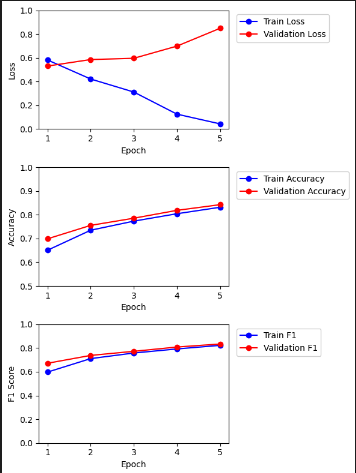 1.0
0.8
0.6
0.4
0.2
0.0
Loss
1 2 3 4 5
Epoch
Train Loss
Validation Loss
1.0
0.9
0.8
0.7
0.6
0.5
Accuracy
1 2 3 4 5
Epoch
Train Accuracy
Validation Accuracy
1.0
0.8
0.6
0.4
0.2
0.0
F1 Score
1 2 3 4 5
Epoch
Train F1
Validation F1